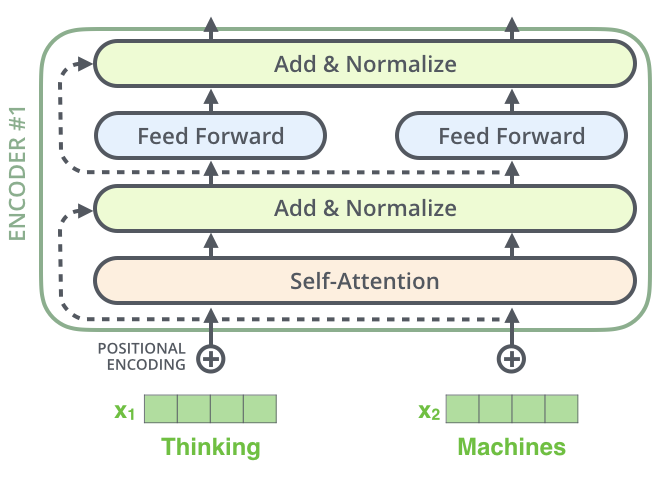 ENCODER #1
Add & Normalize
Feed Forward
Feed Forward
Add & Normalize
Self-Attention
POSITIONAL
ENCODING
x1
x2
Thinking
Machines